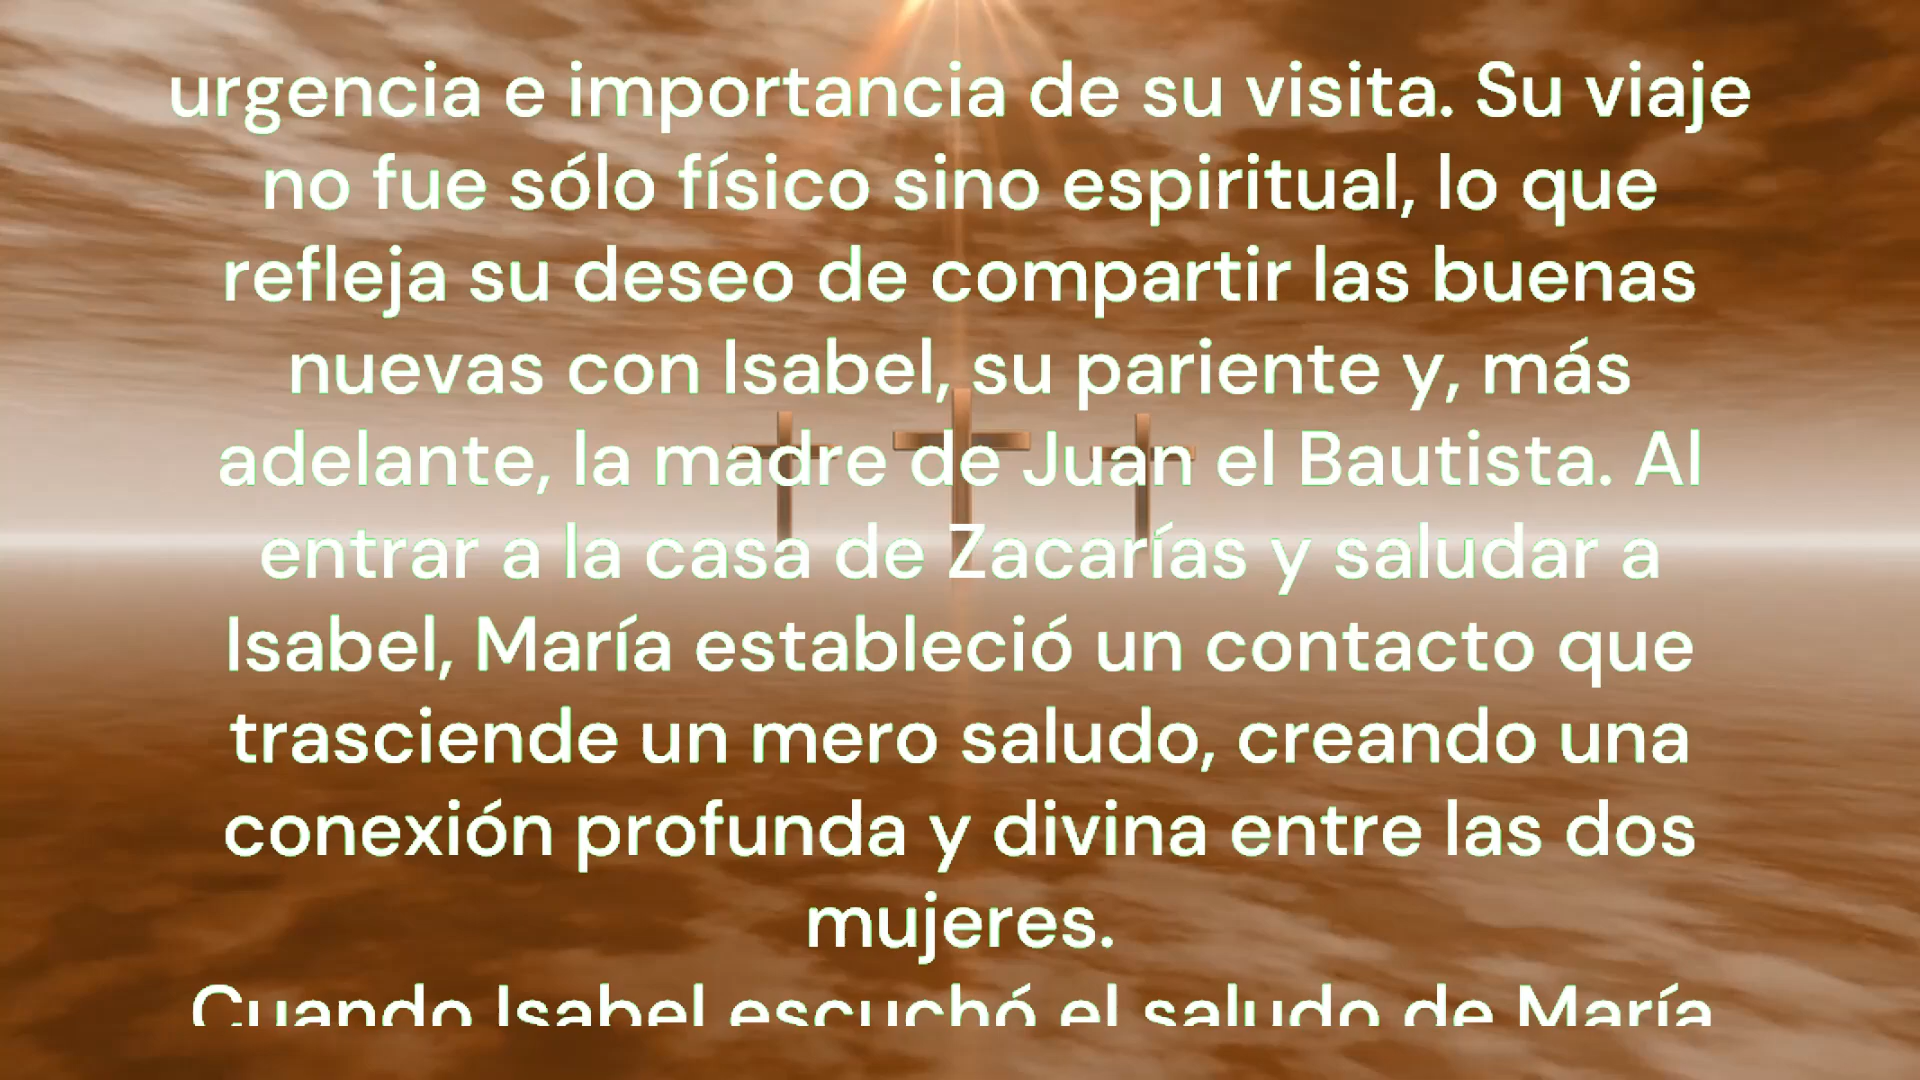 urgencia e importancia de su visita. Su viaje
no fue sólo físico sino espiritual, lo que
refleja su deseo de compartir las buenas
nuevas con Isabel, su pariente y, más
adelante, la madre de Juan el Bautista. Al
entrar a la casa de Zacarías y saludar a
Isabel, María estableció un contacto que
trasciende un mero saludo, creando una
conexión profunda y divina entre las dos
mujeres.
Cuando Isabel escuchó el saludo de María